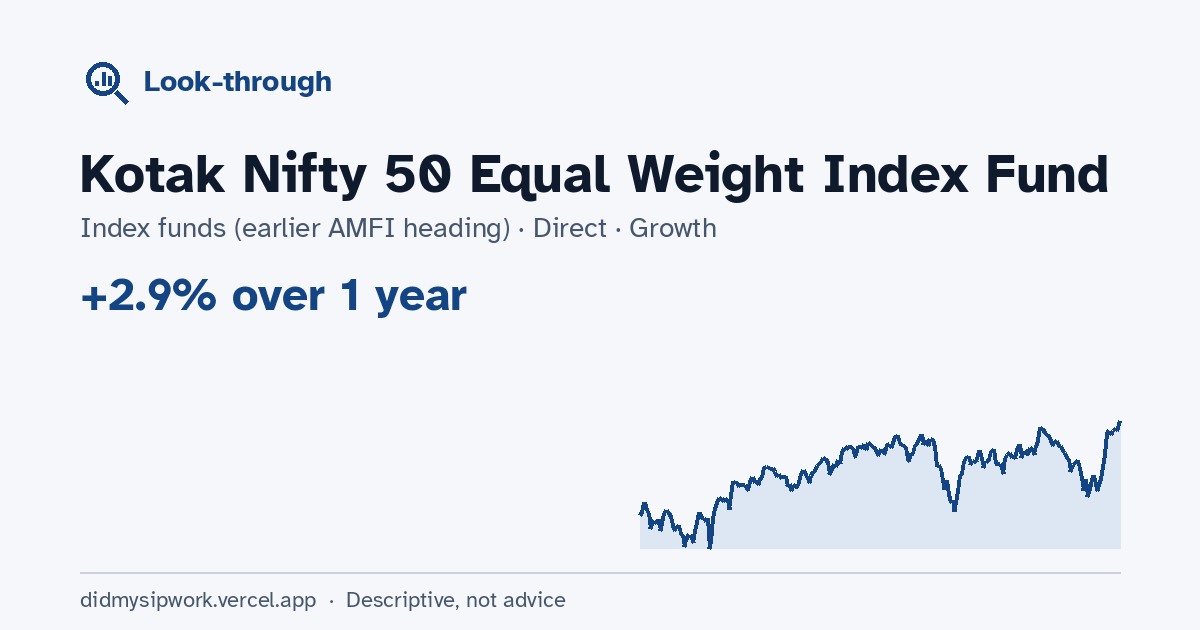 Look-through
Kotak Nifty 50 Equal Weight Index Fund
Index funds (earlier AMFI heading) · Direct · Growth
+2.9% over 1 year
didmysipwork.vercel.app · Descriptive, not advice